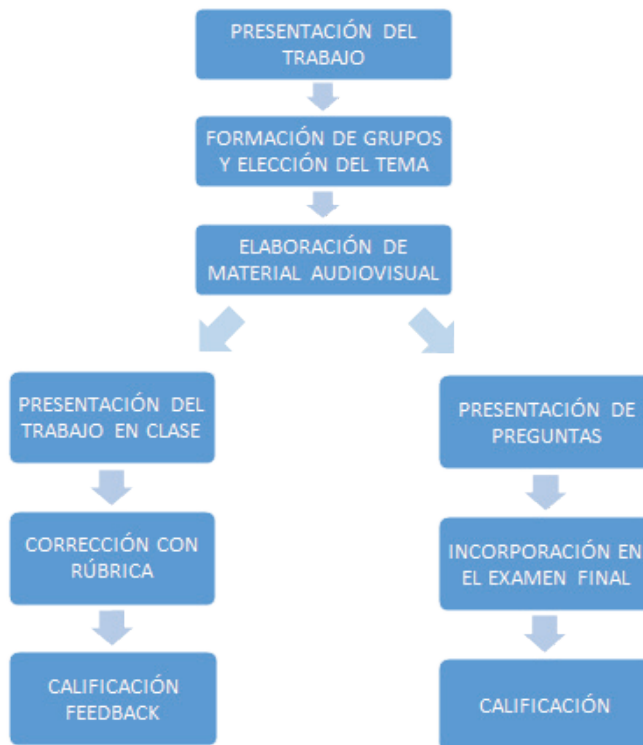 PRESENTACIÓN DEL
TRABAJO
FORMACIÓN DE GRUPOS
Y ELECCIÓN DEL TEMA
ELABORACIÓN DE
MATERIAL AUDIOVISUAL
PRESENTACIÓN DEL
TRABAJO EN CLASE
CORRECCIÓN CON
RÚBRICA
CALIFICACIÓN
FEEDBACK
PRESENTACIÓN DE
PREGUNTAS
INCORPORACIÓN EN
EL EXAMEN FINAL
CALIFICACIÓN